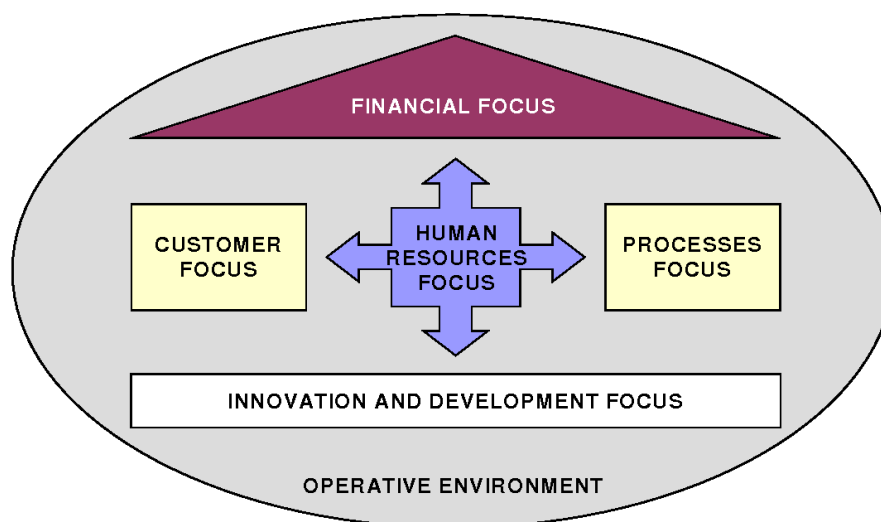 FINANCIAL FOCUS
CUSTOMER
FOCUS
HUMAN
RESOURCES
FOCUS
PROCESSES
FOCUS
INNOVATION AND DEVELOPMENT FOCUS
OPERATIVE ENVIRONMENT